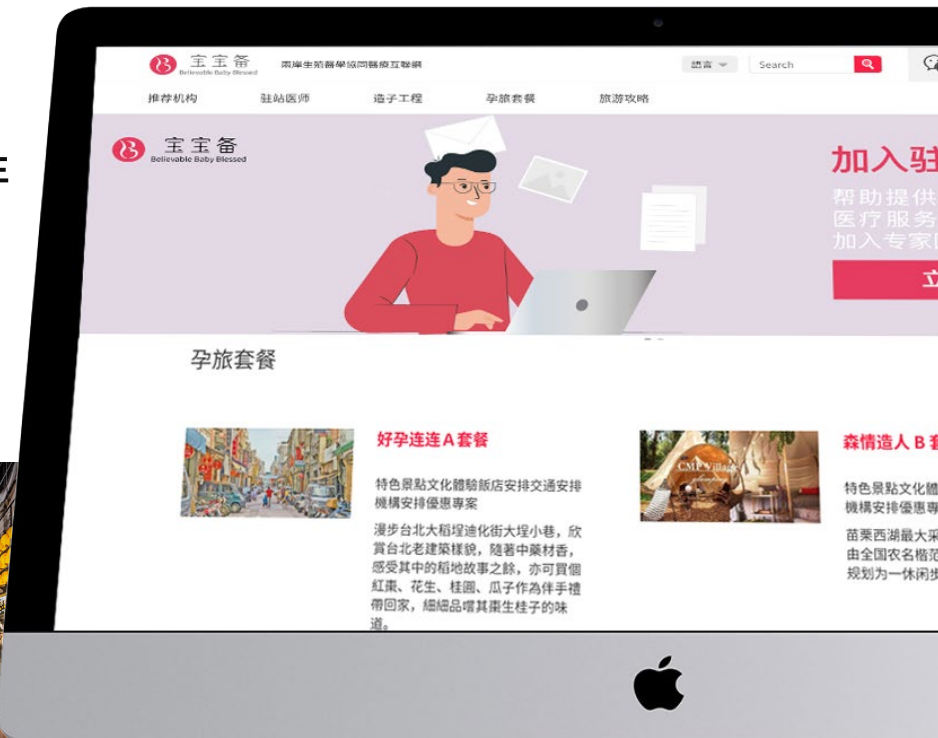 宝宝备
Believable Baby Blessed
兩岸生殖醫學協同醫療互聯網
語言
Search
推荐机构
驻站医师
造子工程
孕旅套餐
旅游攻略
宝宝备
Believable Baby Blessed
加入驻
帮助提供
医疗服务
加入专家
立
孕旅套餐
好孕连连A套餐
特色景點文化體驗飯店安排交通安排
機構安排優惠專案
漫步台北大稻埕迪化街大埕小巷，欣
賞台北老建築樣貌，隨著中藥材香，
感受其中的稻地故事之餘，亦可買個
紅棗、花生、桂圓、瓜子作為伴手禮
帶回家，細細品嚐其棗生桂子的味
道。
CMP Village
森情造人 B 套
特色景點文化體
機構安排優惠專
苗栗西湖最大采
由全国农名楷范
规划为一休闲步